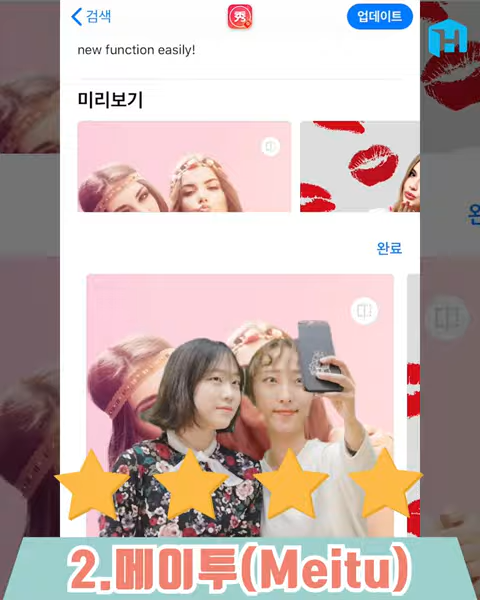 검색
秀
업데이트
new function easily!
미리보기
완료
2.메이투(Meitu)